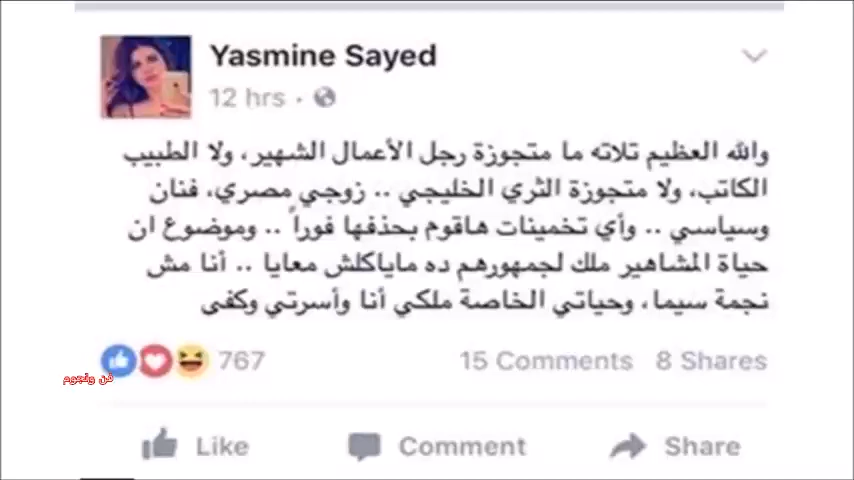 Yasmine Sayed
12 hrs ·
والله العظيم تلاته ما متجوزة رجل الأعمال الشهير، ولا الطبيب
الكاتب، ولا متجوزة الثري الخليجي .. زوجي مصري، فنان
وسياسي .. وأي تخمينات هاقوم بحذفها فوراً .. وموضوع ان
حياة المشاهير ملك لجمهورهم ده ماياكلش معايا .. أنا مش
نجمة سيما، وحياتي الخاصة ملكي أنا وأسرتي وكفى
767 15 Comments 8 Shares
فن ونجوم
Like Comment Share